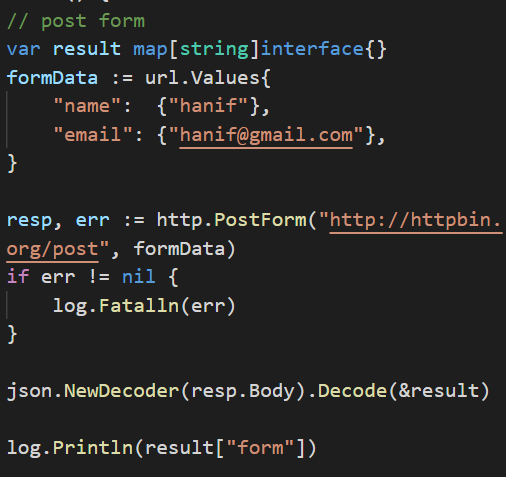 // post form
var result map[string]interface{}
formData := url.Values{
    "name":  {"hanif"},
    "email": {"hanif@gmail.com"},
}

resp, err := http.PostForm("http://httpbin.
org/post", formData)
if err != nil {
    log.Fatalln(err)
}

json.NewDecoder(resp.Body).Decode(&result)

log.Println(result["form"])